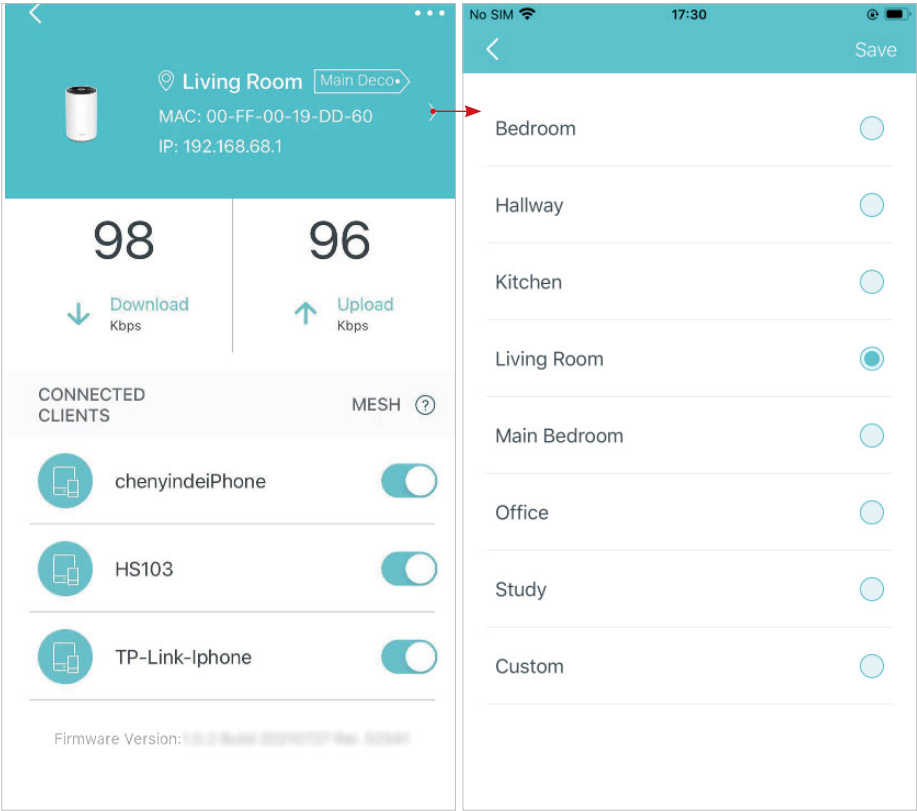 Living Room Main Deco
MAC: 00-FF-00-19-DD-60
IP: 192.168.68.1
98
Download
Kbps
96
Upload
Kbps
CONNECTED
CLIENTS
MESH ?
chenyindeiPhone
HS103
TP-Link-Iphone
Firmware Version:
No SIM 17:30
Save
Bedroom
Hallway
Kitchen
Living Room
Main Bedroom
Office
Study
Custom